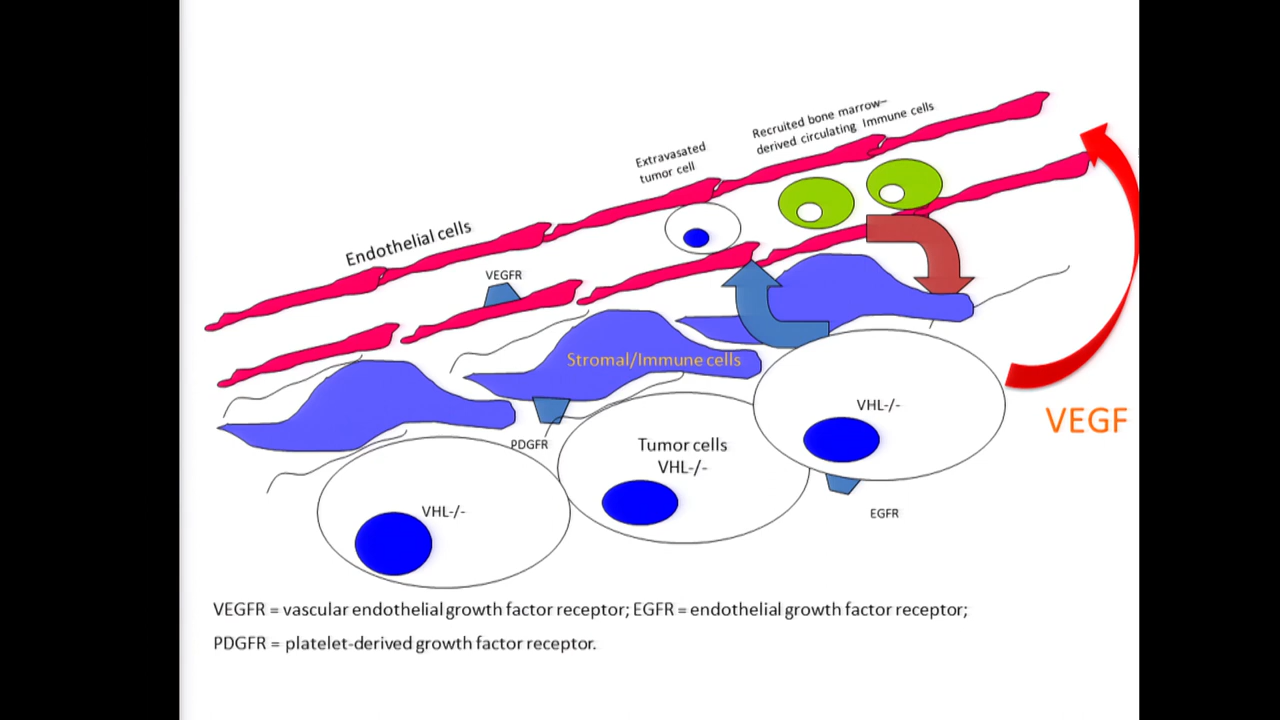 Recruited bone marrow–
derived circulating Immune cells
Extravasated
tumor cell
Endothelial cells
VEGFR
Stromal/Immune cells
VHL-/-
VEGF
PDGFR
Tumor cells
VHL-/-
VHL-/-
EGFR
VEGFR = vascular endothelial growth factor receptor; EGFR = endothelial growth factor receptor;
PDGFR = platelet-derived growth factor receptor.